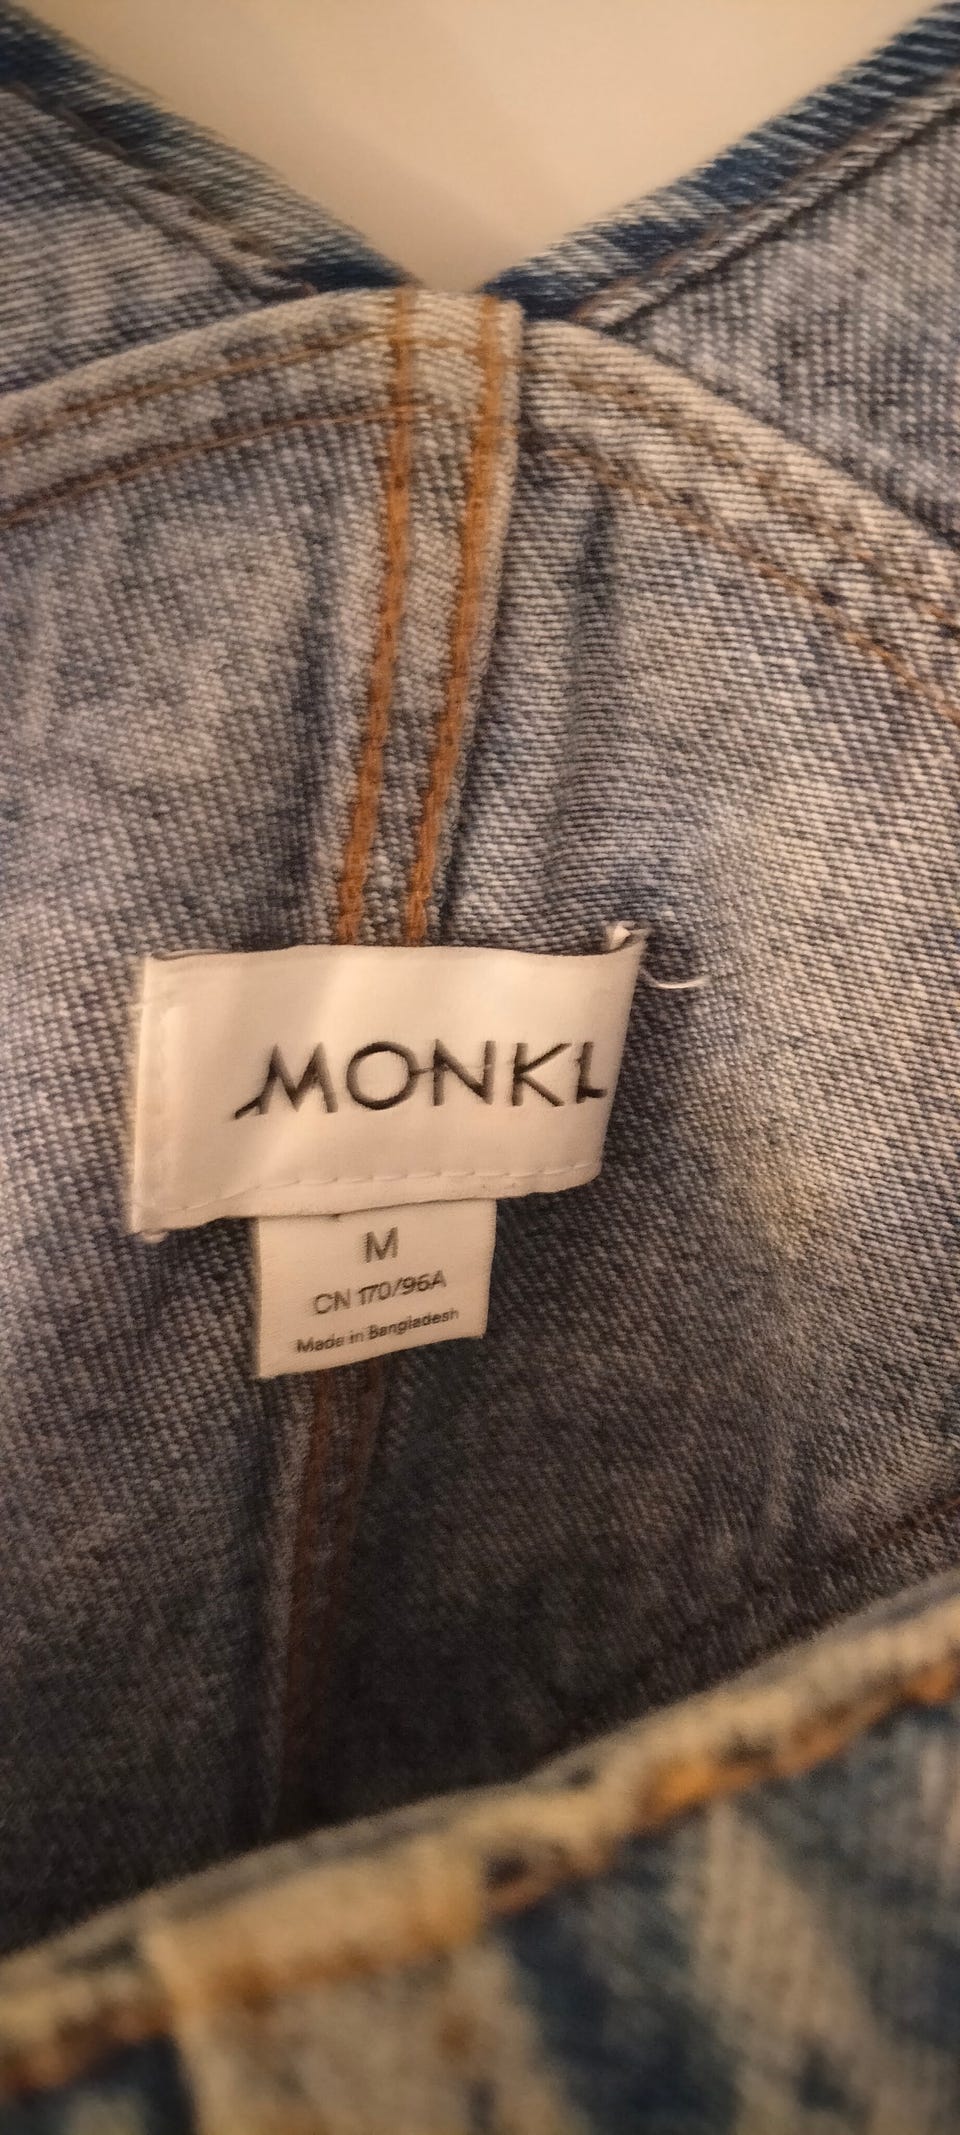 MONKI
M
CN 170/96A
Made in Bangladesh